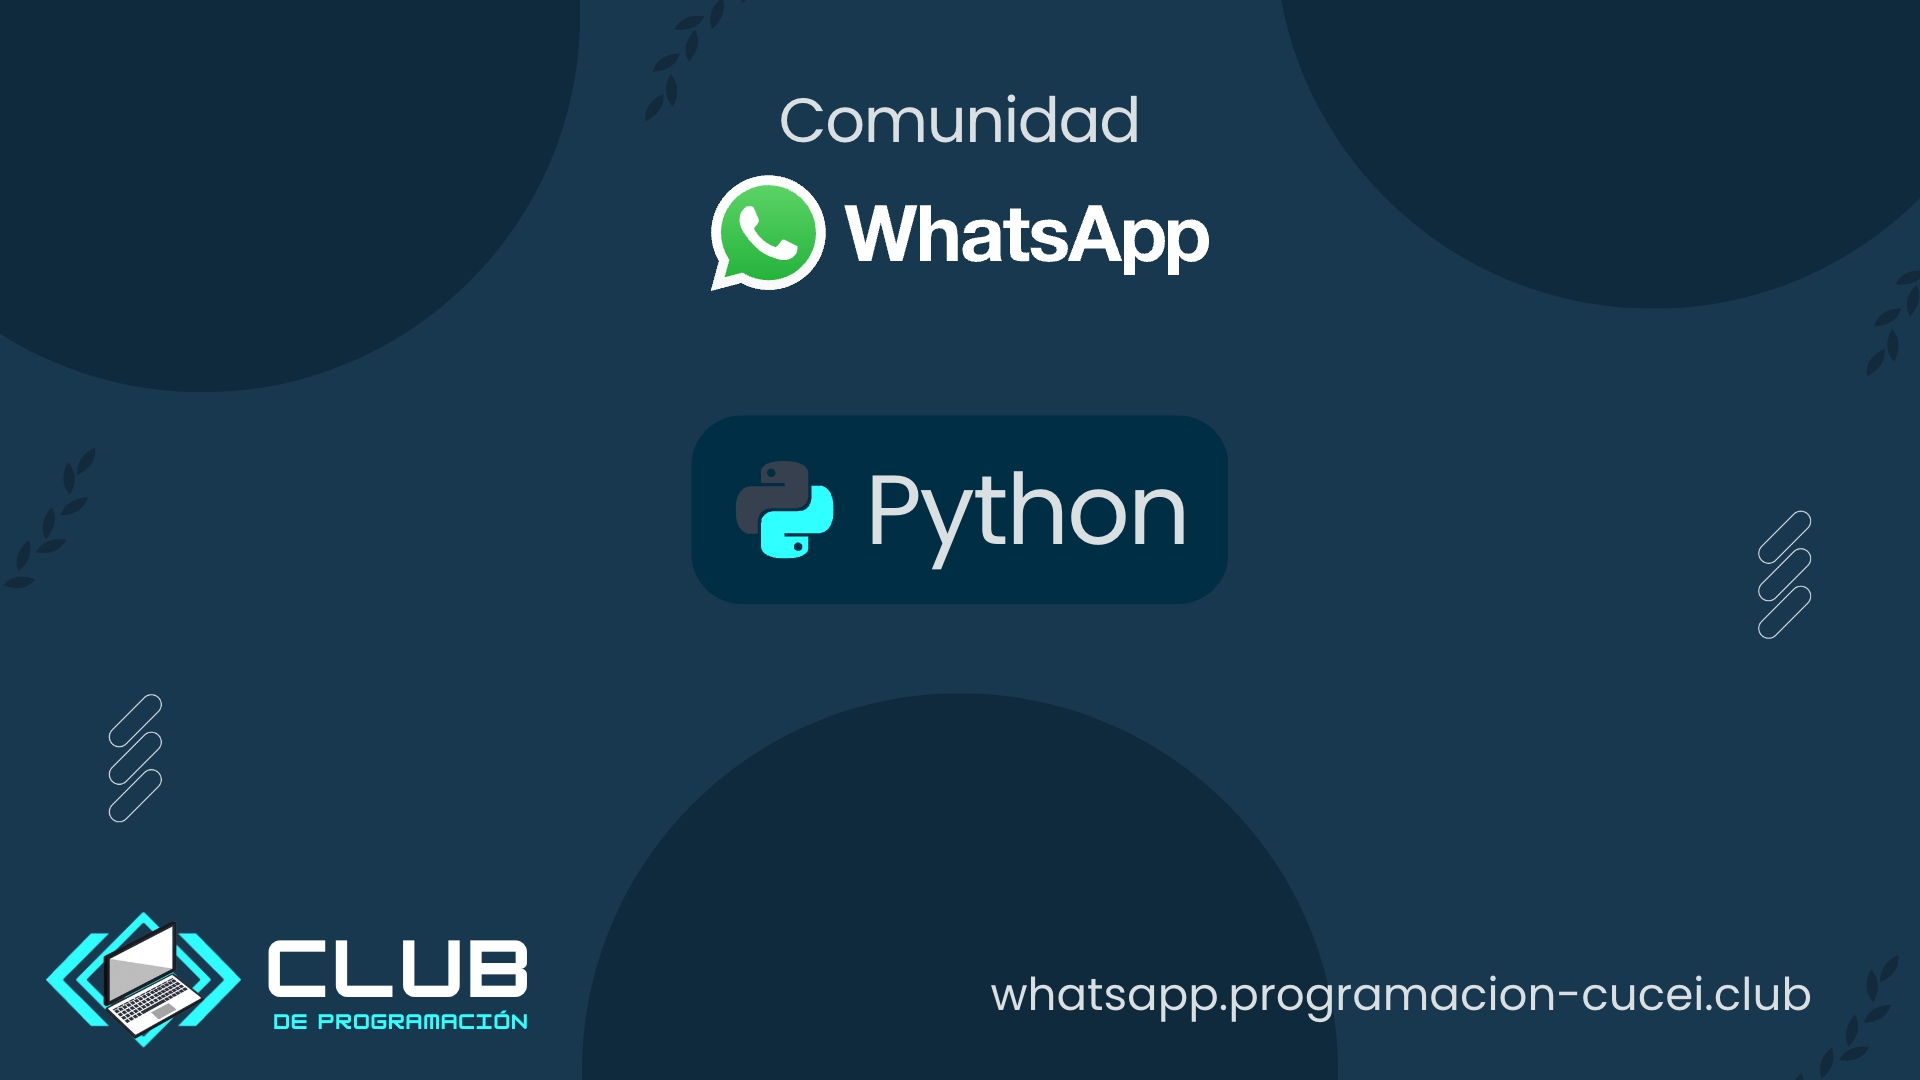 Comunidad
WhatsApp
Python
CLUB
DE PROGRAMACIÓN
whatsapp.programacion-cucei.club